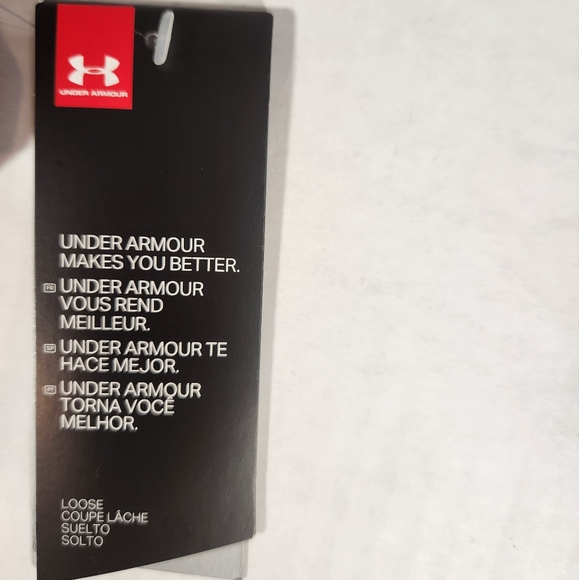 UNDER ARMOUR
UNDER ARMOUR
MAKES YOU BETTER.
FR UNDER ARMOUR
VOUS REND
MEILLEUR.
SP UNDER ARMOUR TE
HACE MEJOR.
PT UNDER ARMOUR
TORNA VOCÊ
MELHOR.
LOOSE
COUPE LÂCHE
SUELTO
SOLTO